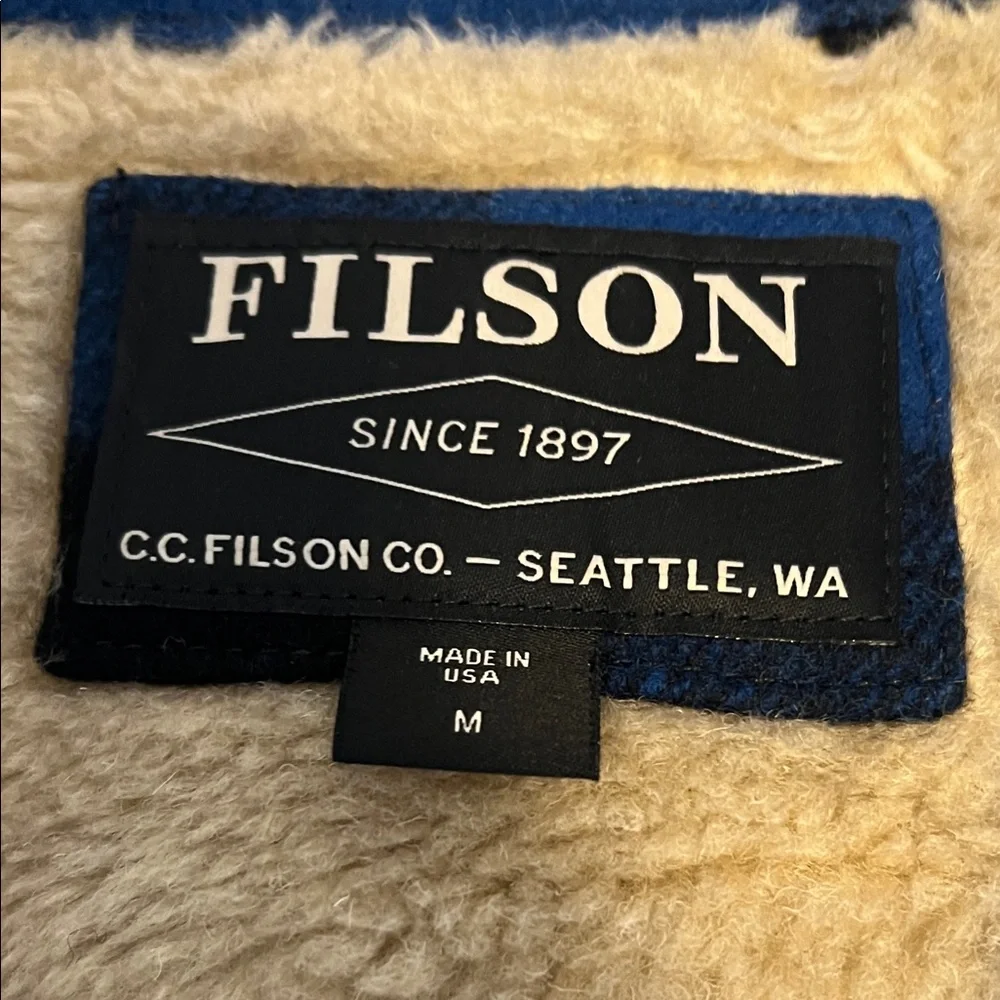 FILSON
SINCE 1897
C.C. FILSON CO. — SEATTLE, WA
MADE IN
USA
M